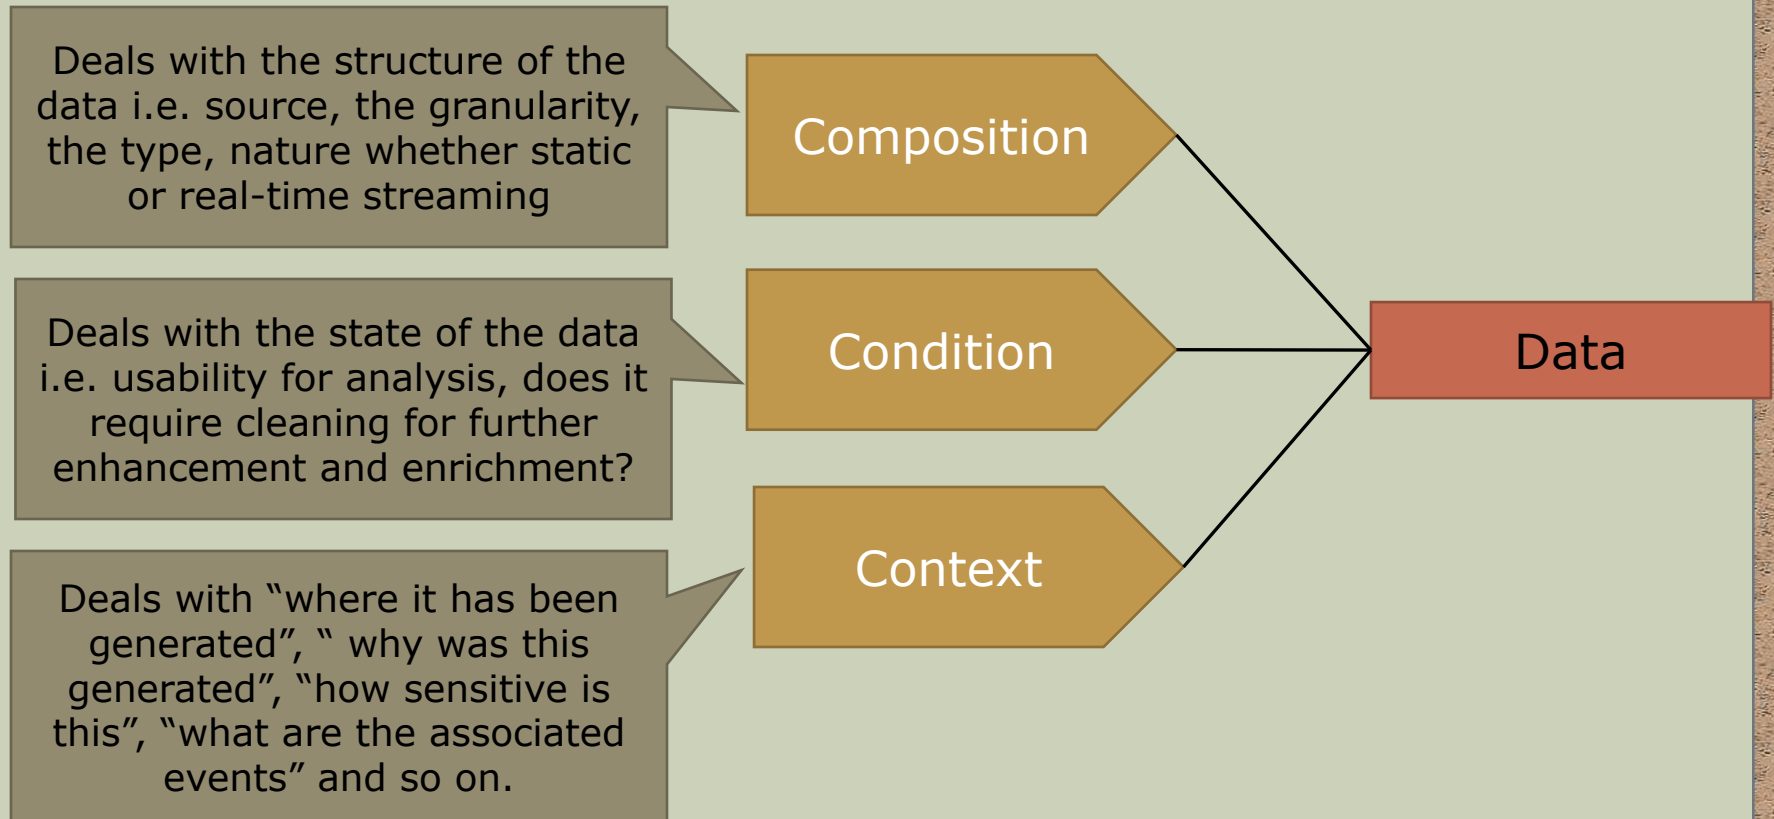 Deals with the structure of the
data i.e. source, the granularity,
the type, nature whether static
or real-time streaming
Composition
Deals with the state of the data
i.e. usability for analysis, does it
require cleaning for further
enhancement and enrichment?
Condition
Data
Deals with “where it has been
generated”, “ why was this
generated”, “how sensitive is
this”, “what are the associated
events” and so on.
Context